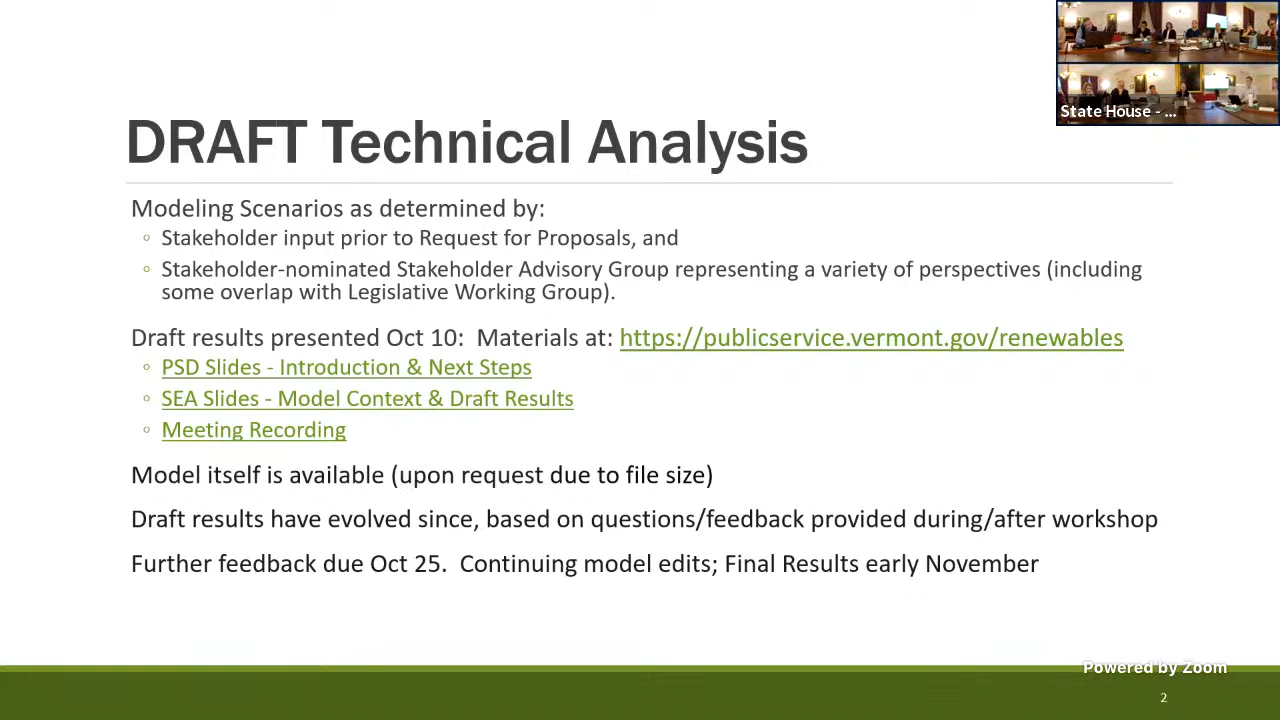 State House - ...
DRAFT Technical Analysis
Modeling Scenarios as determined by:
◦ Stakeholder input prior to Request for Proposals, and
◦ Stakeholder-nominated Stakeholder Advisory Group representing a variety of perspectives (including
some overlap with Legislative Working Group).
Draft results presented Oct 10:  Materials at: https://publicservice.vermont.gov/renewables
◦ PSD Slides - Introduction & Next Steps
◦ SEA Slides - Model Context & Draft Results
◦ Meeting Recording
Model itself is available (upon request due to file size)
Draft results have evolved since, based on questions/feedback provided during/after workshop
Further feedback due Oct 25.  Continuing model edits; Final Results early November
Powered by Zoom
2